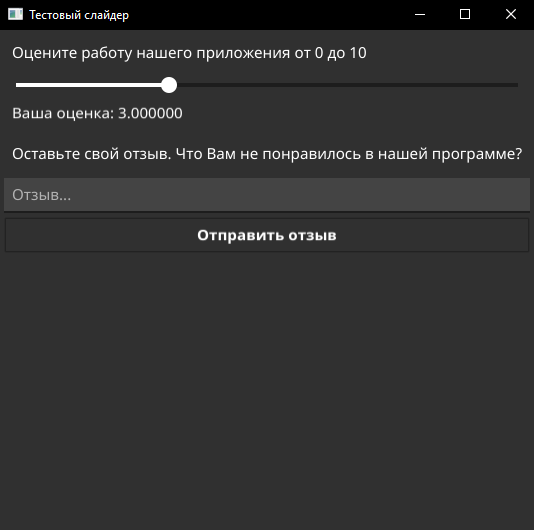 Тестовый слайдер
Оцените работу нашего приложения от 0 до 10
Ваша оценка: 3.000000
Оставьте свой отзыв. Что Вам не понравилось в нашей программе?
Отзыв...
Отправить отзыв